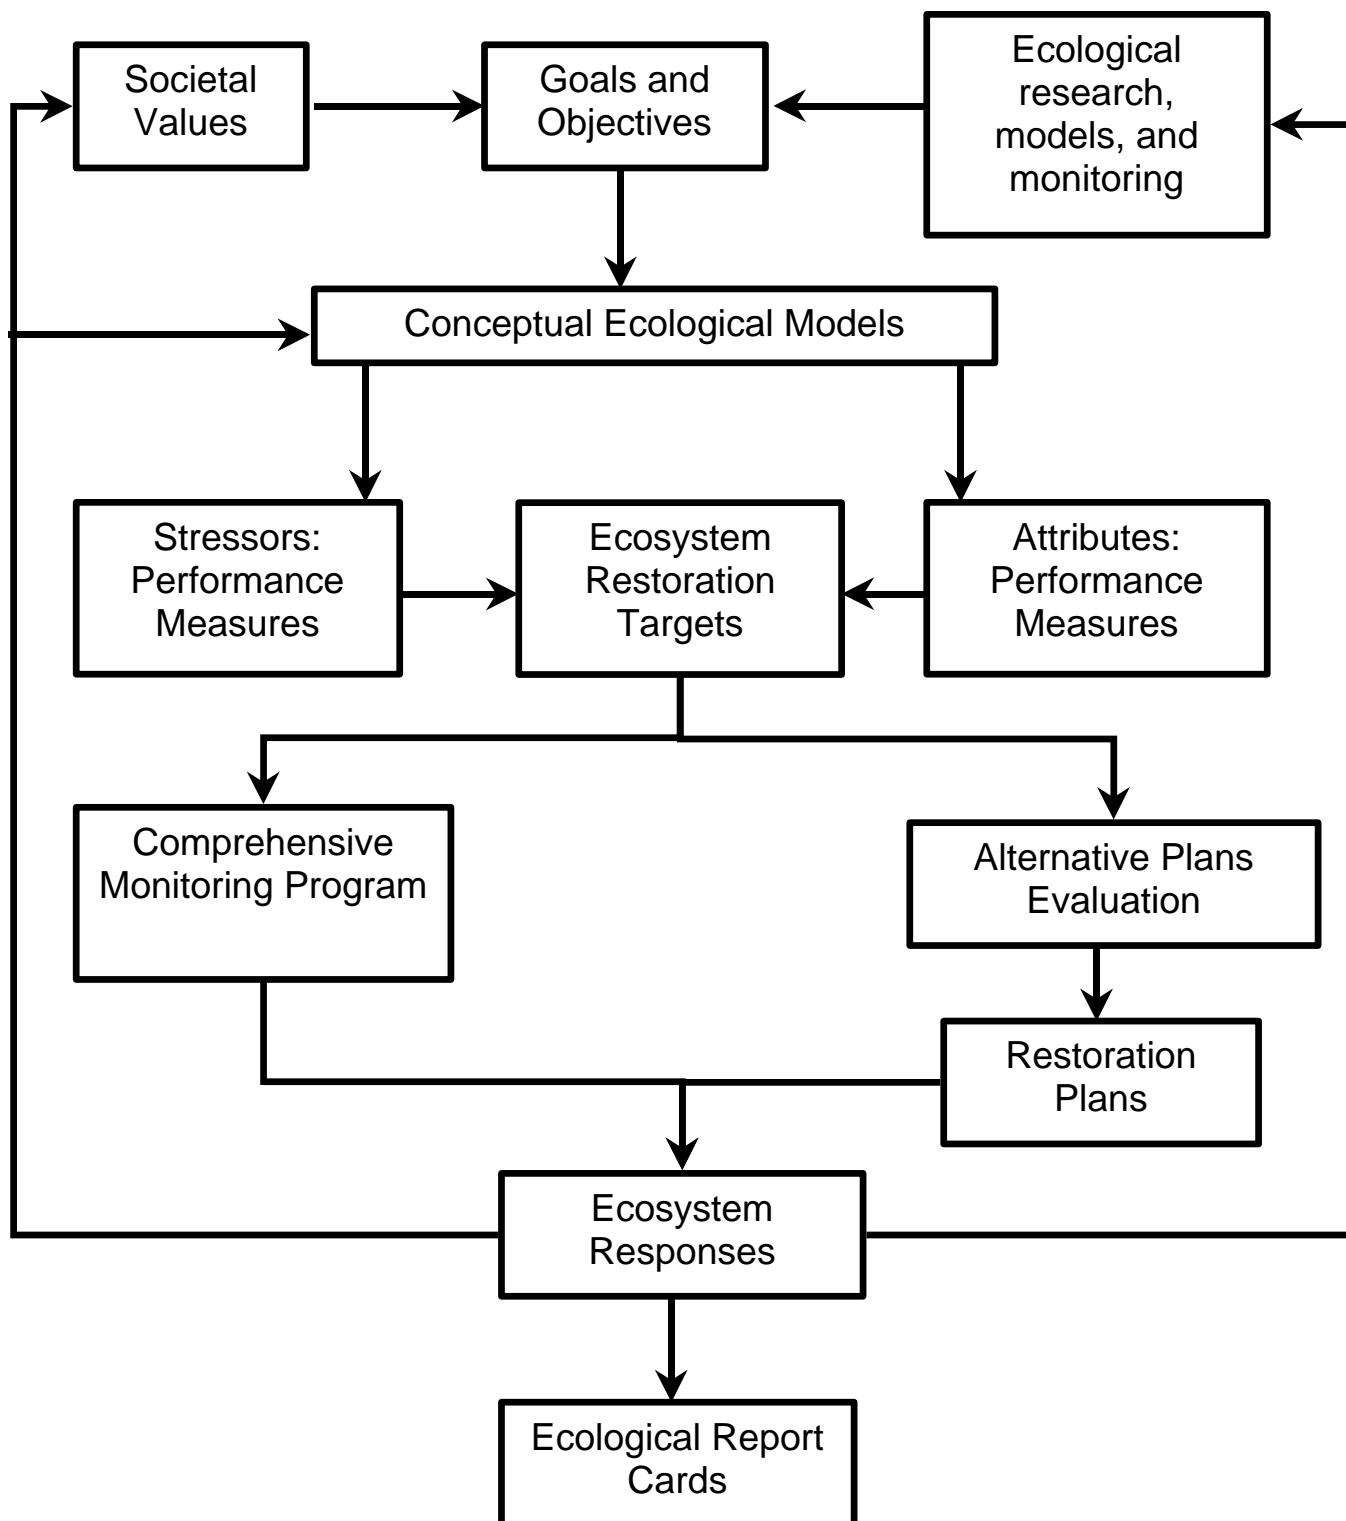 Societal
Values
Goals and
Objectives
Ecological
research,
models, and
monitoring
Conceptual Ecological Models
Stressors:
Performance
Measures
Ecosystem
Restoration
Targets
Attributes:
Performance
Measures
Comprehensive
Monitoring Program
Alternative Plans
Evaluation
Restoration
Plans
Ecosystem
Responses
Ecological Report
Cards